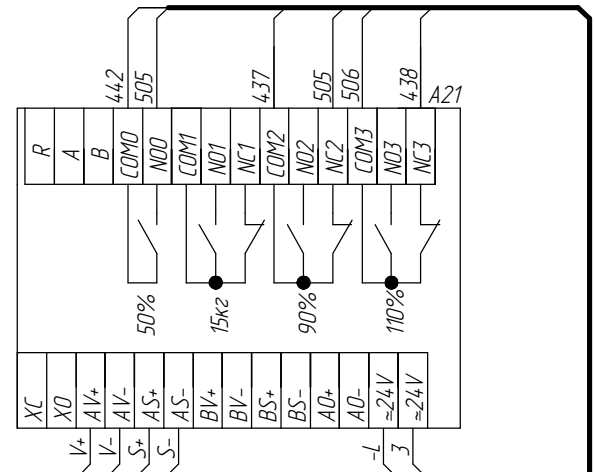 442
505
437
505
506
438
A21
R
A
B
COM0
NO0
COM1
NO1
NC1
COM2
NO2
NC2
COM3
NO3
NC3
50%
15кг
90%
110%
XC
XO
AV+
AV-
AS+
AS-
BV+
BV-
BS+
BS-
AO+
AO-
≃24V
≃24V
V+
V-
S+
S-
-L
3